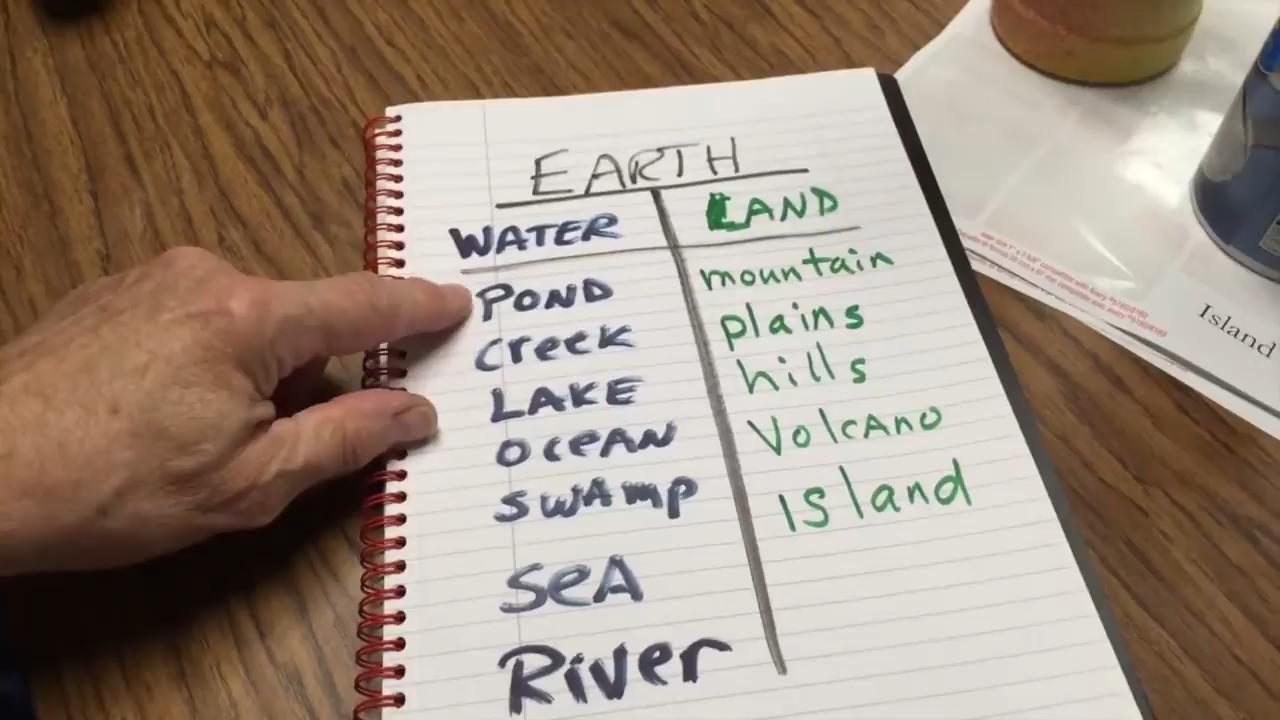 EARTH
WATER LAND
POND mountain
creek plains
LAKE hills
OCeAN VolcANO
SWAmp Island
SeA
River
Island